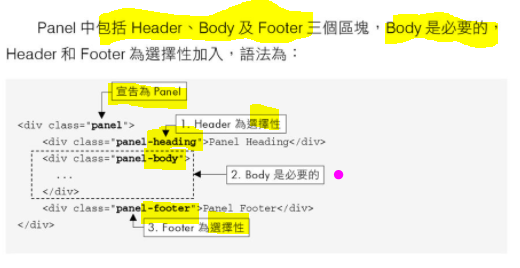 Panel 中包括 Header、Body 及 Footer 三個區塊,Body 是必要的,
Header 和 Footer 為選擇性加入,語法為:
宣告為 Panel
<div class="panel">
1. Header 為選擇性
<div class="panel-heading">Panel Heading</div>
<div class="panel-body">
...
2. Body 是必要的
</div>
<div class="panel-footer">Panel Footer</div>
</div>
3. Footer 為選擇性